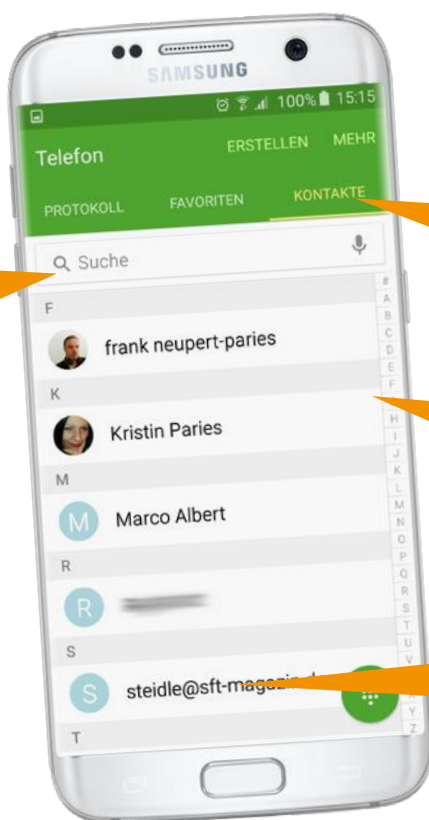 SAMSUNG
100% 15:15
Telefon ERSTELLEN MEHR
PROTOKOLL FAVORITEN KONTAKTE
Suche
F
frank neupert-paries
K
Kristin Paries
M
M Marco Albert
R
R
S
S steidle@sft-magazin
T
#
A
B
C
D
E
F
H
I
J
K
L
M
N
O
P
Q
R
S
T
U
V
X
Y
Z